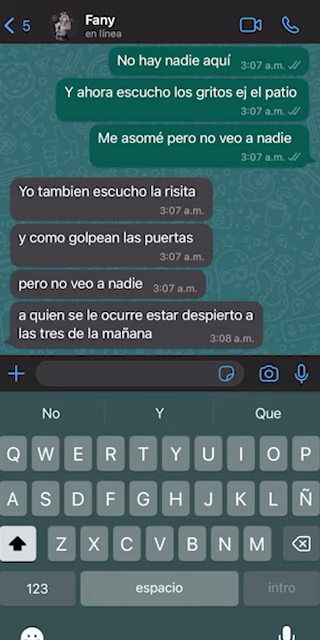 5
Fany
en línea
No hay nadie aquí
3:07 a.m.
Y ahora escucho los gritos ej el patio
3:07 a.m.
Me asomé pero no veo a nadie
3:07 a.m.
Yo tambien escucho la risita
3:07 a.m.
y como golpean las puertas
3:07 a.m.
pero no veo a nadie
3:07 a.m.
a quien se le ocurre estar despierto a
las tres de la mañana
3:08 a.m.
No Y Que
Q W E R T Y U I O P
A S D F G H J K L Ñ
Z X C V B N M
123 espacio intro